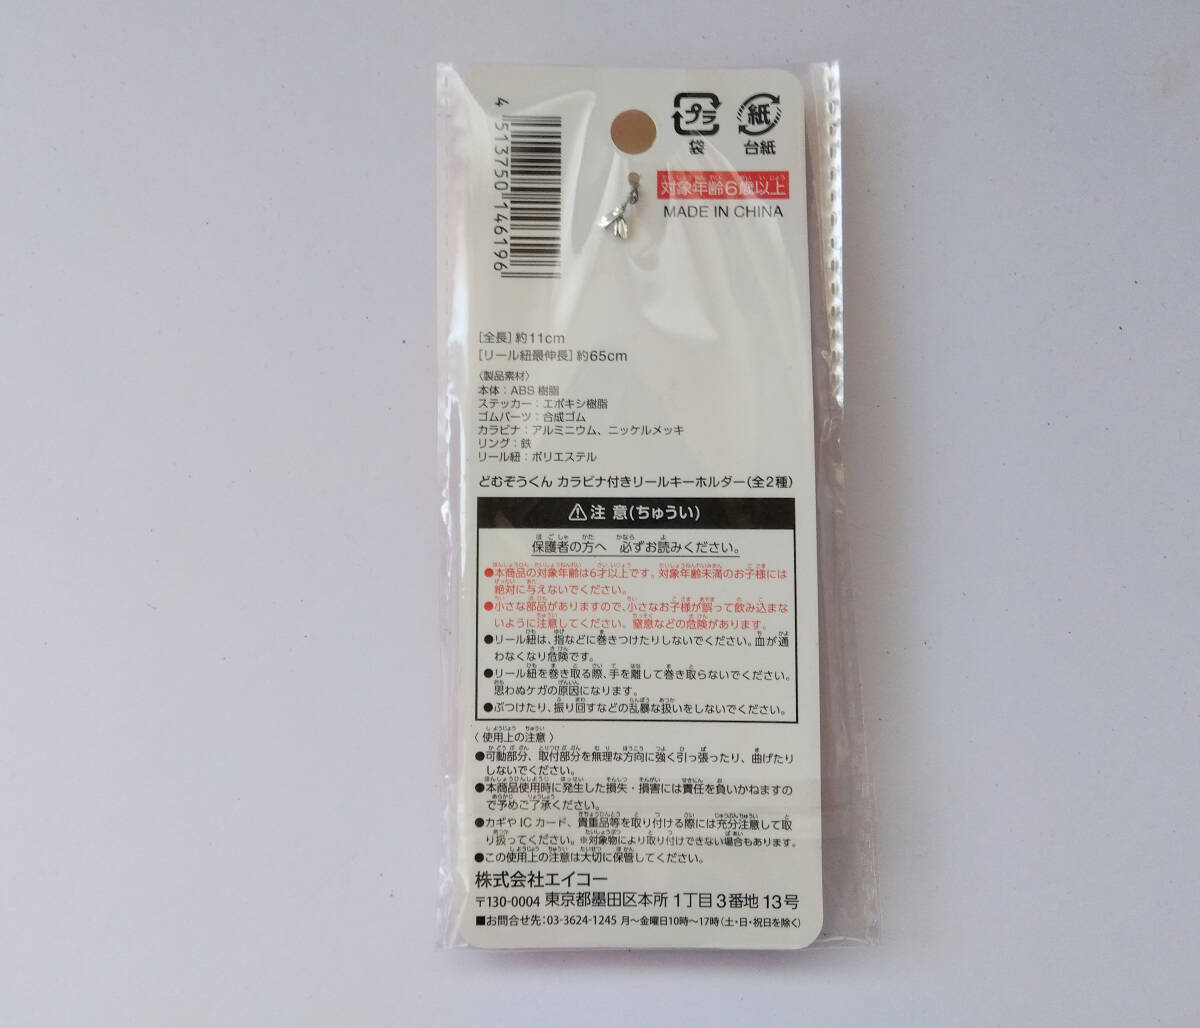 4 513750 146196
プラ
袋
紙
台紙
対象年齢6歳以上
MADE IN CHINA
[全長]約11cm
[リール紐最伸長]約65cm
〈製品素材〉
本体：ABS 樹脂
ステッカー：エポキシ樹脂
ゴムパーツ：合成ゴム
カラビナ：アルミニウム、ニッケルメッキ
リング：鉄
リール紐：ポリエステル
どむぞうくん カラビナ付きリールキーホルダー(全2種)
⚠注 意(ちゅうい)
保護者の方へ 必ずお読みください。
●本商品の対象年齢は6才以上です。対象年齢未満のお子様には
絶対に与えないでください。
●小さな部品がありますので、小さなお子様が誤って飲み込まな
いように注意してください。窒息などの危険があります。
●リール紐は、指などに巻きつけたりしないでください。血が通
わなくなり危険です。
●リール紐を巻き取る際、手を離して巻き取らないでください。
思わぬケガの原因になります。
●ぶつけたり、振り回すなどの乱暴な扱いをしないでください。
〈 使用上の注意 〉
●可動部分、取付部分を無理な方向に強く引っ張ったり、曲げたり
しないでください。
●本商品使用時に発生した損失・損害には責任を負いかねますの
で予めご了承ください。
●カギやICカード、貴重品等を取り付ける際には充分注意して取
り扱ってください。※対象物により取り付けできない場合もあります。
●この使用上の注意は大切に保管してください。
株式会社エイコー
〒130-0004 東京都墨田区本所 1丁目3番地 13号
■お問合せ先：03-3624-1245 月〜金曜日10時〜17時(土・日・祝日を除く)